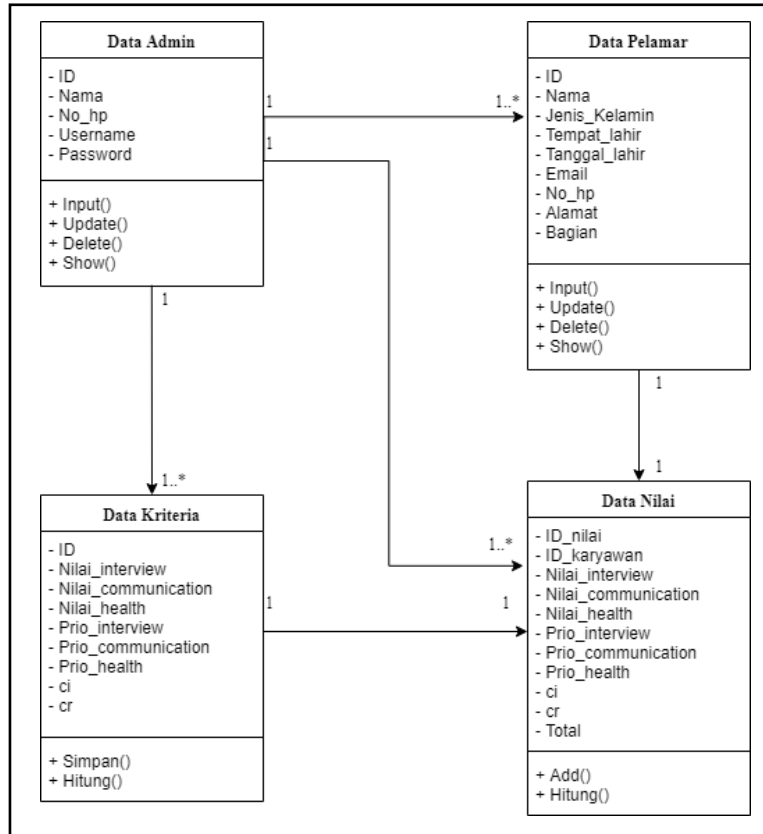 Data Admin
- ID
- Nama
- No_hp
- Username
- Password
+ Input()
+ Update()
+ Delete()
+ Show()
1
1..*
1
1
1..*
1..*
Data Pelamar
- ID
- Nama
- Jenis_Kelamin
- Tempat_lahir
- Tanggal_lahir
- Email
- No_hp
- Alamat
- Bagian
+ Input()
+ Update()
+ Delete()
+ Show()
1
1
Data Kriteria
- ID
- Nilai_interview
- Nilai_communication
- Nilai_health
- Prio_interview
- Prio_communication
- Prio_health
- ci
- cr
+ Simpan()
+ Hitung()
1
1
Data Nilai
- ID_nilai
- ID_karyawan
- Nilai_interview
- Nilai_communication
- Nilai_health
- Prio_interview
- Prio_communication
- Prio_health
- ci
- cr
- Total
+ Add()
+ Hitung()